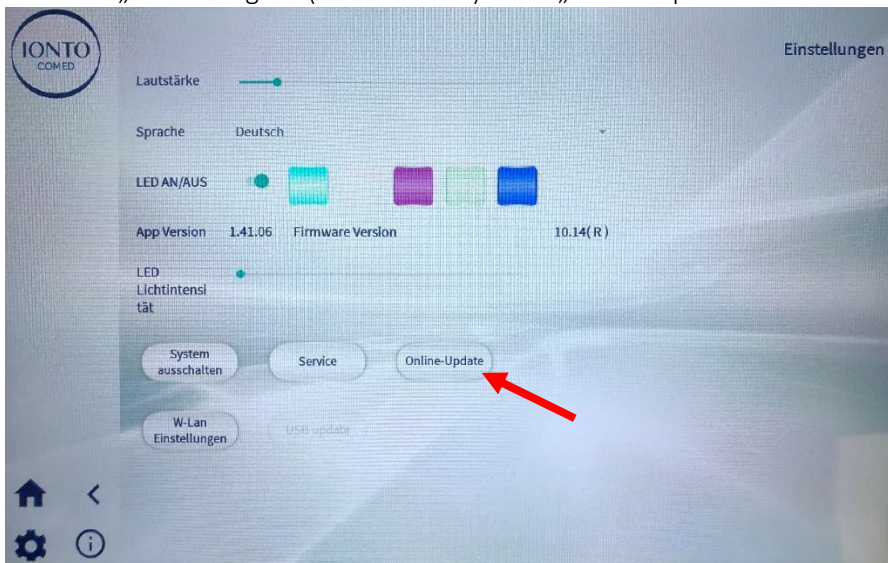 IONTO
COMED
Einstellungen
Lautstärke
Sprache Deutsch
LED AN/AUS
App Version 1.41.06 Firmware Version 10.14(R)
LED
Lichtintensi
tät
System
ausschalten
Service
Online-Update
W-Lan
Einstellungen
USB update